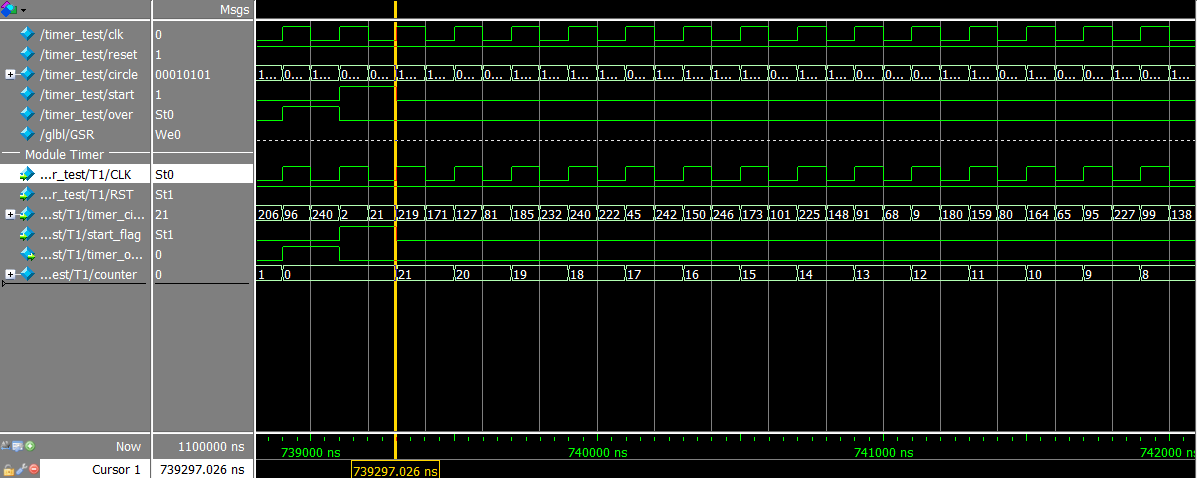 Msgs
/timer_test/clk 0
/timer_test/reset 1
/timer_test/circle 00010101 1... 0... 1... 0... 0... 1... 1... 0... 0... 1... 1... 1... 1... 0... 1... 1... 1... 1... 0... 1... 1... 0... 0... 0... 1... 1... 0... 1... 0... 0... 1... 0... 1...
/timer_test/start 1
/timer_test/over St0
/glbl/GSR We0
Module Timer
...r_test/T1/CLK St0
...r_test/T1/RST St1
...st/T1/timer_ci... 21 206 96 240 2 21 219 171 127 81 185 232 240 222 45 242 150 246 173 101 225 148 91 68 9 180 159 80 164 65 95 227 99 138
...st/T1/start_flag St1
...st/T1/timer_o... 0
...est/T1/counter 0 1 0 21 20 19 18 17 16 15 14 13 12 11 10 9 8
Now 1100000 ns 739000 ns 740000 ns 741000 ns 742000 ns
Cursor 1 739297.026 ns 739297.026 ns